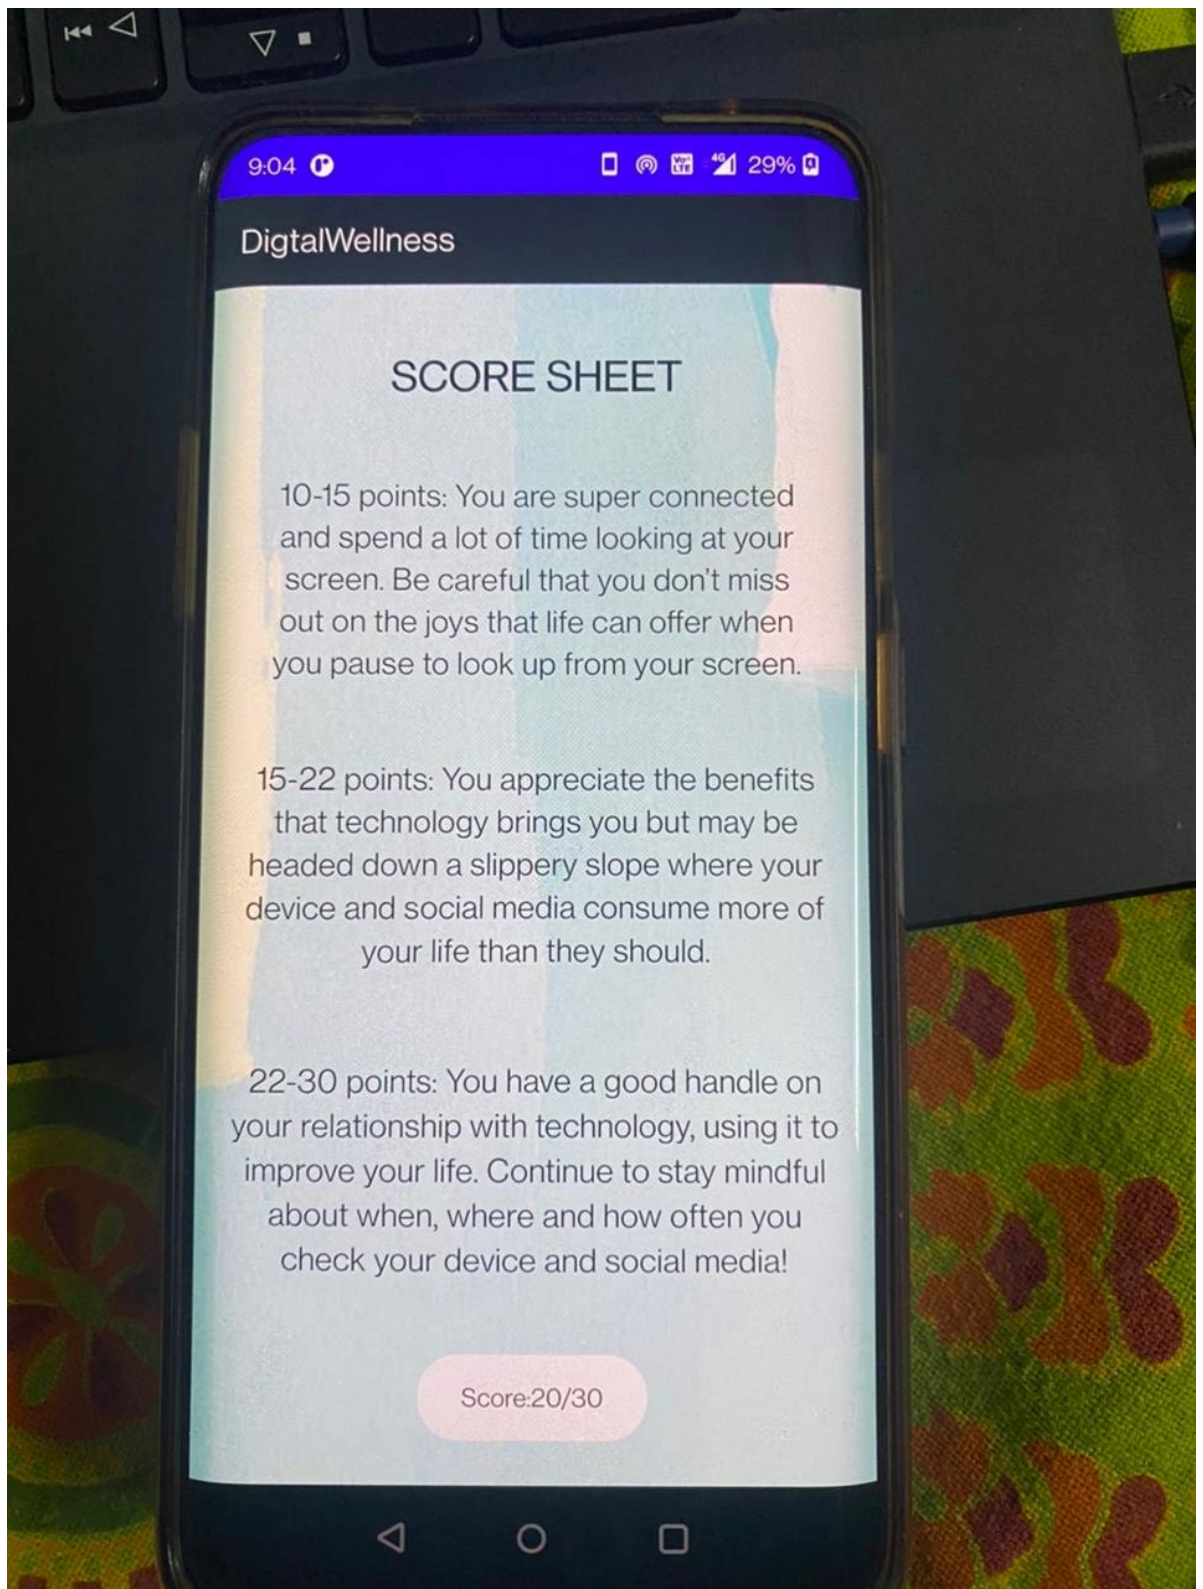 9:04
VoLTE 4G 29%
DigtalWellness
SCORE SHEET
10-15 points: You are super connected
and spend a lot of time looking at your
screen. Be careful that you don't miss
out on the joys that life can offer when
you pause to look up from your screen.
15-22 points: You appreciate the benefits
that technology brings you but may be
headed down a slippery slope where your
device and social media consume more of
your life than they should.
22-30 points: You have a good handle on
your relationship with technology, using it to
improve your life. Continue to stay mindful
about when, where and how often you
check your device and social media!
Score:20/30